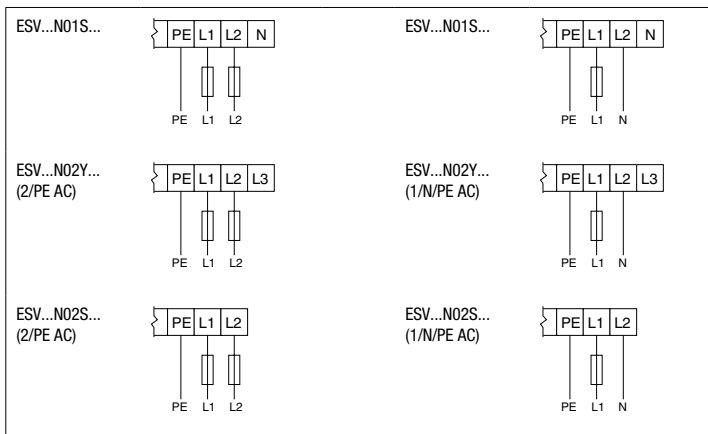 ESV...N01S...
PE L1 L2 N
PE L1 L2
ESV...N01S...
PE L1 L2 N
PE L1 N
ESV...N02Y...
(2/PE AC)
PE L1 L2 L3
PE L1 L2
ESV...N02Y...
(1/N/PE AC)
PE L1 L2 L3
PE L1 N
ESV...N02S...
(2/PE AC)
PE L1 L2
PE L1 L2
ESV...N02S...
(1/N/PE AC)
PE L1 L2
PE L1 N